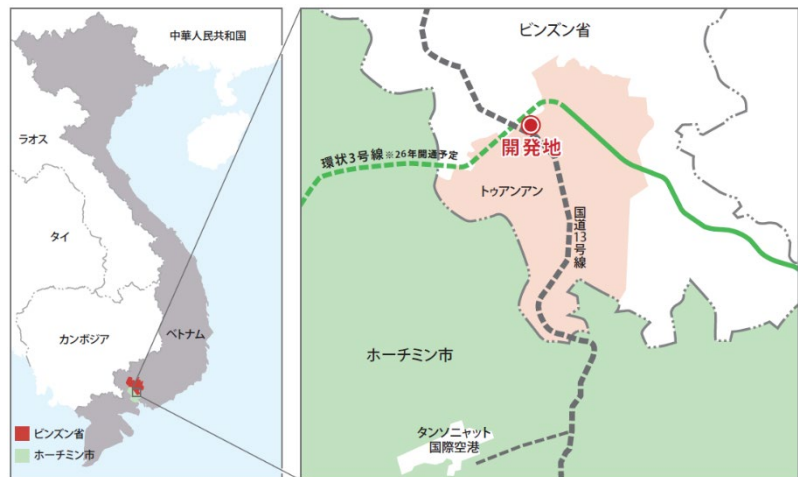 中華人民共和国
ラオス
タイ
カンボジア
ベトナム
ビンズン省
ホーチミン市
ビンズン省
環状3号線※26年開通予定
開発地
トゥアンアン
国道13号線
ホーチミン市
タンソニャット
国際空港